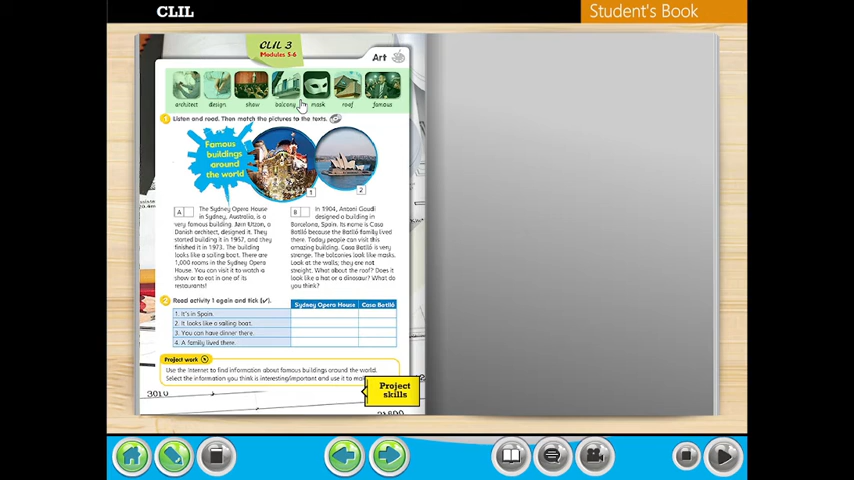 CLIL
Student's Book
CLIL 3
Modules 5-6
Art
architect design show balcony mask roof famous
1 Listen and read. Then match the pictures to the texts.
Famous
buildings
around
the world
1
2
A The Sydney Opera House
in Sydney, Australia, is a
very famous building. Jørn Utzon, a
Danish architect, designed it. They
started building it in 1957, and they
finished it in 1973. The building
looks like a sailing boat. There are
1,000 rooms in the Sydney Opera
House. You can visit it to watch a
show or to eat in one of its
restaurants!
B In 1904, Antoni Gaudí
designed a building in
Barcelona, Spain. Its name is Casa
Batlló because the Batlló family lived
there. Today people can visit this
amazing building. Casa Batlló is very
strange. The balconies look like masks.
Look at the walls; they are not
straight. What about the roof? Does it
look like a hat or a dinosaur? What do
you think?
2 Read activity 1 again and tick (✓).
Sydney Opera House Casa Batlló
1. It's in Spain.
2. It looks like a sailing boat.
3. You can have dinner there.
4. A family lived there.
Project work
Use the Internet to find information about famous buildings around the world.
Select the information you think is interesting/important and use it to
Project
skills
3010